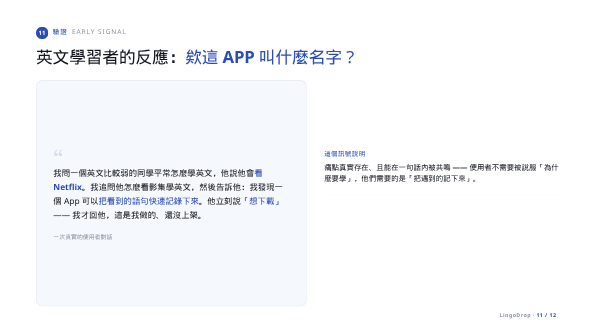 11 驗證 EARLY SIGNAL
英文學習者的反應：欸這 APP 叫什麼名字？
“
我問一個英文比較弱的同學平常怎麼學英文，他說他會看
Netflix。我追問他怎麼看影集學英文，然後告訴他：我發現一
個 App 可以把看到的語句快速記錄下來。他立刻說「想下載」
—— 我才回他，這是我做的、還沒上架。
一次真實的使用者對話
這個訊號說明
痛點真實存在、且能在一句話內被共鳴 —— 使用者不需要被說服「為什
麼要學」，他們需要的是「把遇到的記下來」。
LingoDrop · 11 / 12